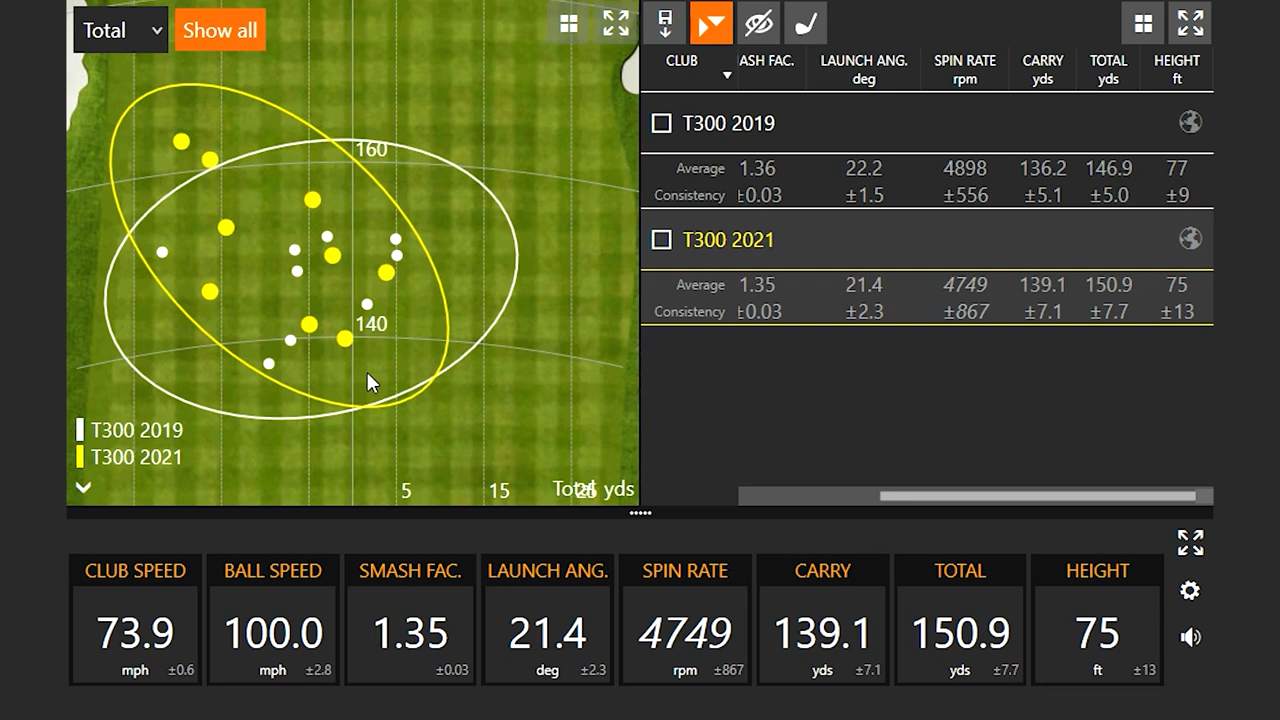 Total
Show all
160
140
T300 2019
T300 2021
5 15 Total yds
CLUB ASH FAC. LAUNCH ANG. SPIN RATE CARRY TOTAL HEIGHT
deg rpm yds yds ft
T300 2019
Average 1.36 22.2 4898 136.2 146.9 77
Consistency ±0.03 ±1.5 ±556 ±5.1 ±5.0 ±9
T300 2021
Average 1.35 21.4 4749 139.1 150.9 75
Consistency ±0.03 ±2.3 ±867 ±7.1 ±7.7 ±13
CLUB SPEED BALL SPEED SMASH FAC. LAUNCH ANG. SPIN RATE CARRY TOTAL HEIGHT
73.9 100.0 1.35 21.4 4749 139.1 150.9 75
mph ±0.6 mph ±2.8 ±0.03 deg ±2.3 rpm ±867 yds ±7.1 yds ±7.7 ft ±13